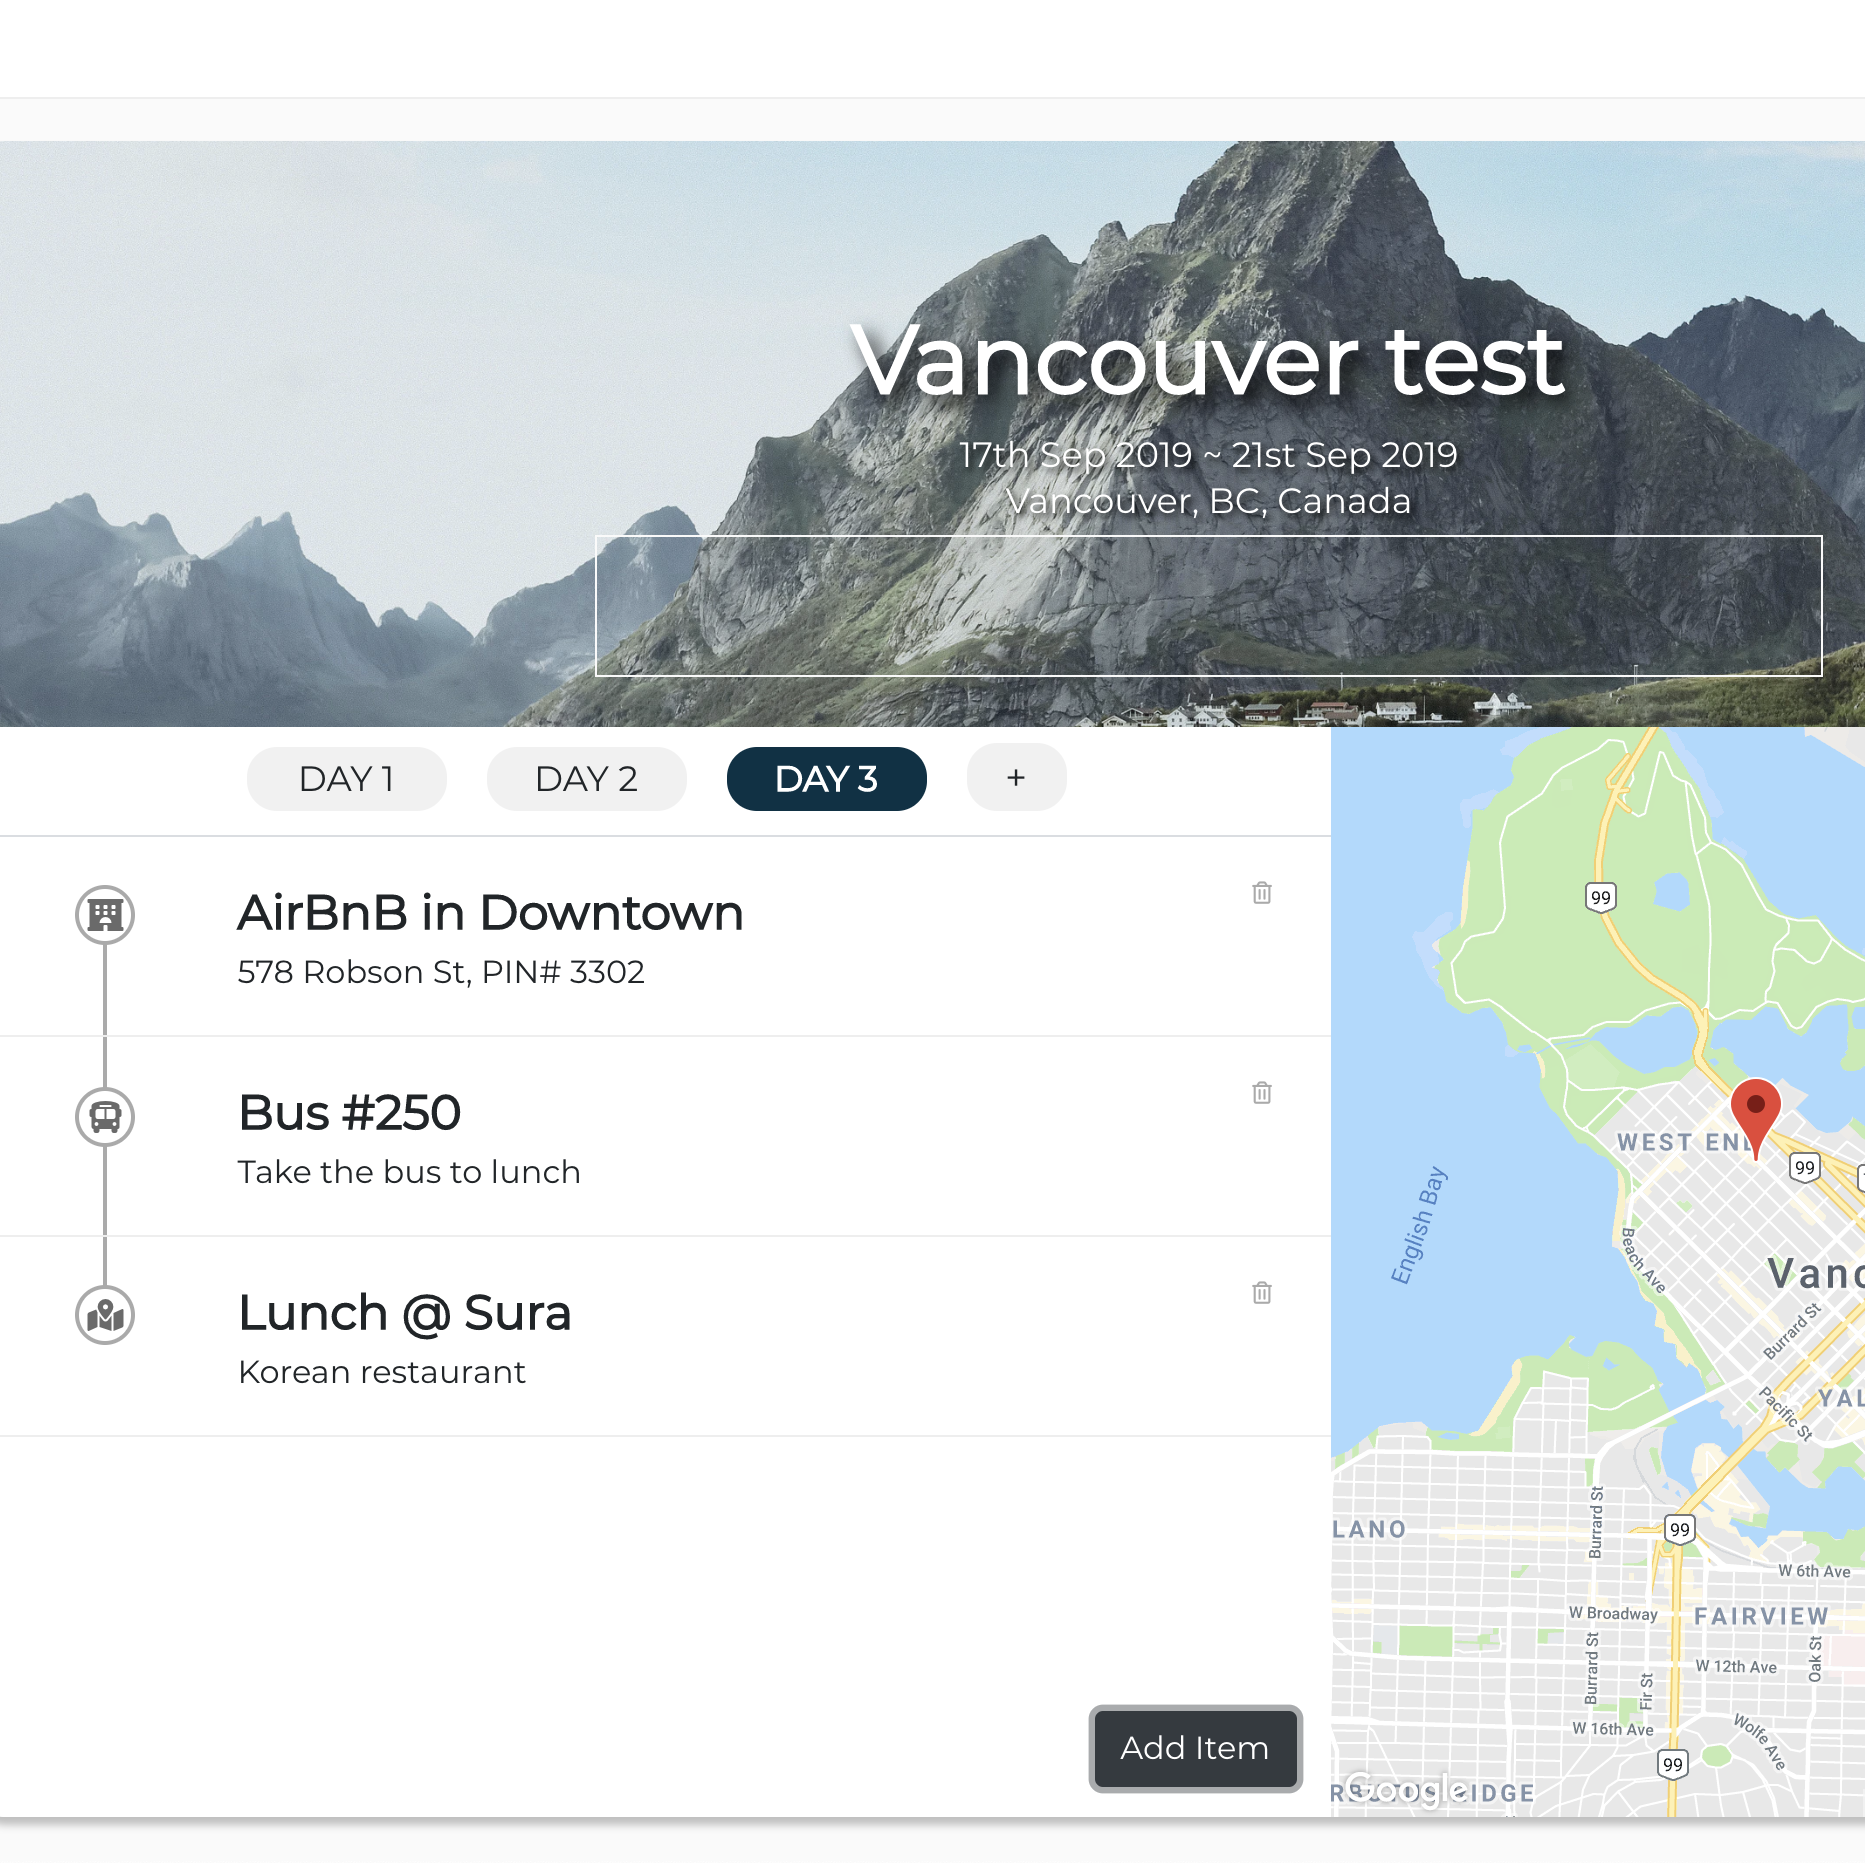 Vancouver test
17th Sep 2019 ~ 21st Sep 2019
Vancouver, BC, Canada
DAY 1
DAY 2
DAY 3
+
AirBnB in Downtown
578 Robson St, PIN# 3302
Bus #250
Take the bus to lunch
Lunch @ Sura
Korean restaurant
Add Item
99
WEST EN
99
English Bay
Beach Ave
Vanc
Burrard St
Pacific St
YAL
LANO
Burrard St
99
W 6th Ave
W Broadway
FAIRVIEW
Burrard St
Fir St
W 12th Ave
Oak St
W 16th Ave
Wolfe Ave
99
Google
IDGE